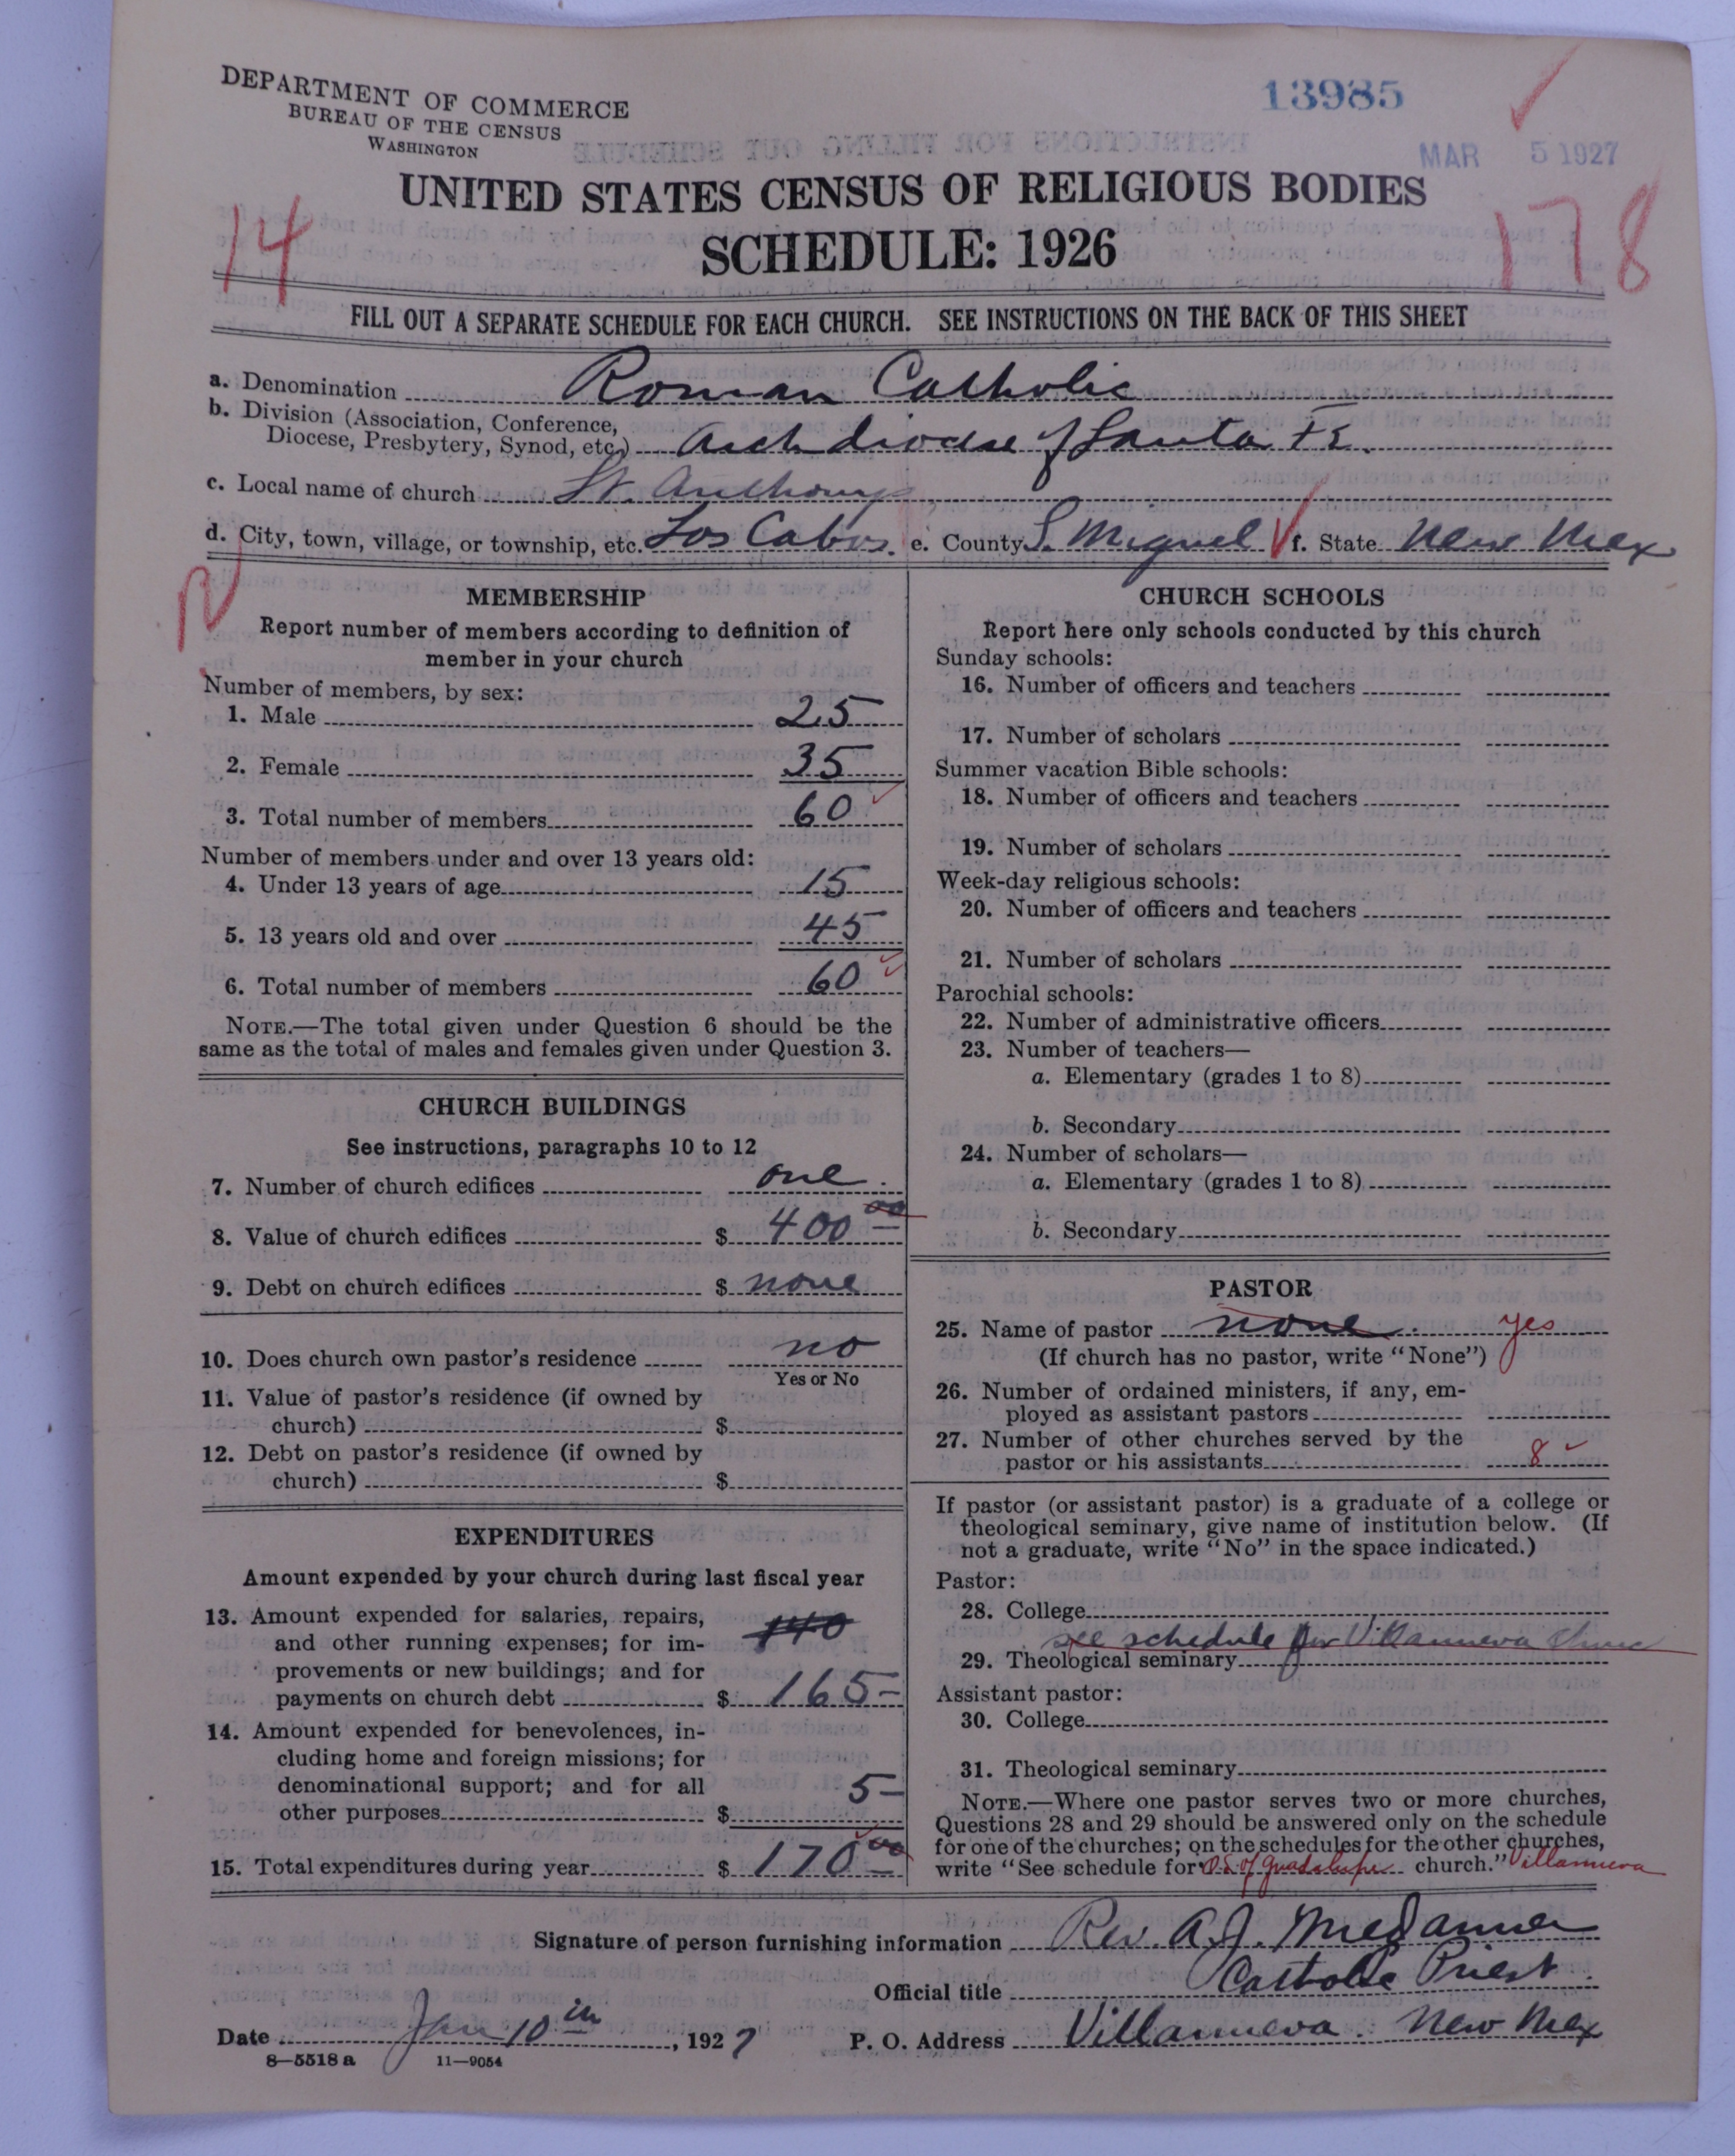 DEPARTMENT OF COMMERCE
BUREAU OF THE CENSUS
WASHINGTON
13985
MAR 5 1927
UNITED STATES CENSUS OF RELIGIOUS BODIES
SCHEDULE: 1926
14
178
FILL OUT A SEPARATE SCHEDULE FOR EACH CHURCH. SEE INSTRUCTIONS ON THE BACK OF THIS SHEET
a. Denomination Roman Catholic
b. Division (Association, Conference,
Diocese, Presbytery, Synod, etc.) Archdiocese of Santa Fe.
c. Local name of church St. Anthony
d. City, town, village, or township, etc. Los Cabos. e. County S. Miguel f. State New Mex
MEMBERSHIP
Report number of members according to definition of
member in your church
Number of members, by sex:
1. Male 25
2. Female 35
3. Total number of members 60
Number of members under and over 13 years old:
4. Under 13 years of age 15
5. 13 years old and over 45
6. Total number of members 60
NOTE.—The total given under Question 6 should be the
same as the total of males and females given under Question 3.
CHURCH BUILDINGS
See instructions, paragraphs 10 to 12
7. Number of church edifices one.
8. Value of church edifices $ 400 00
9. Debt on church edifices $ none
10. Does church own pastor's residence no
Yes or No
11. Value of pastor's residence (if owned by
church) $
12. Debt on pastor's residence (if owned by
church) $
EXPENDITURES
Amount expended by your church during last fiscal year
13. Amount expended for salaries, repairs, 140
and other running expenses; for im-
provements or new buildings; and for
payments on church debt $ 165–
14. Amount expended for benevolences, in-
cluding home and foreign missions; for
denominational support; and for all
other purposes $ 5–
15. Total expenditures during year $ 170 00
CHURCH SCHOOLS
Report here only schools conducted by this church
Sunday schools:
16. Number of officers and teachers
17. Number of scholars
Summer vacation Bible schools:
18. Number of officers and teachers
19. Number of scholars
Week-day religious schools:
20. Number of officers and teachers
21. Number of scholars
Parochial schools:
22. Number of administrative officers
23. Number of teachers—
a. Elementary (grades 1 to 8)
b. Secondary
24. Number of scholars—
a. Elementary (grades 1 to 8)
b. Secondary
PASTOR
25. Name of pastor none. yes
(If church has no pastor, write "None")
26. Number of ordained ministers, if any, em-
ployed as assistant pastors
27. Number of other churches served by the
pastor or his assistants 8
If pastor (or assistant pastor) is a graduate of a college or
theological seminary, give name of institution below. (If
not a graduate, write "No" in the space indicated.)
Pastor:
28. College
see schedule for Villanueva
29. Theological seminary
Assistant pastor:
30. College
31. Theological seminary
NOTE.—Where one pastor serves two or more churches,
Questions 28 and 29 should be answered only on the schedule
for one of the churches; on the schedules for the other churches,
write "See schedule for of Guadalupe church." Villanueva
Signature of person furnishing information Rev. A. J.
Official title Catholic Priest
Date Jan 10 , 1927 P. O. Address Villanueva. New Mex
8—5518 a 11—9054